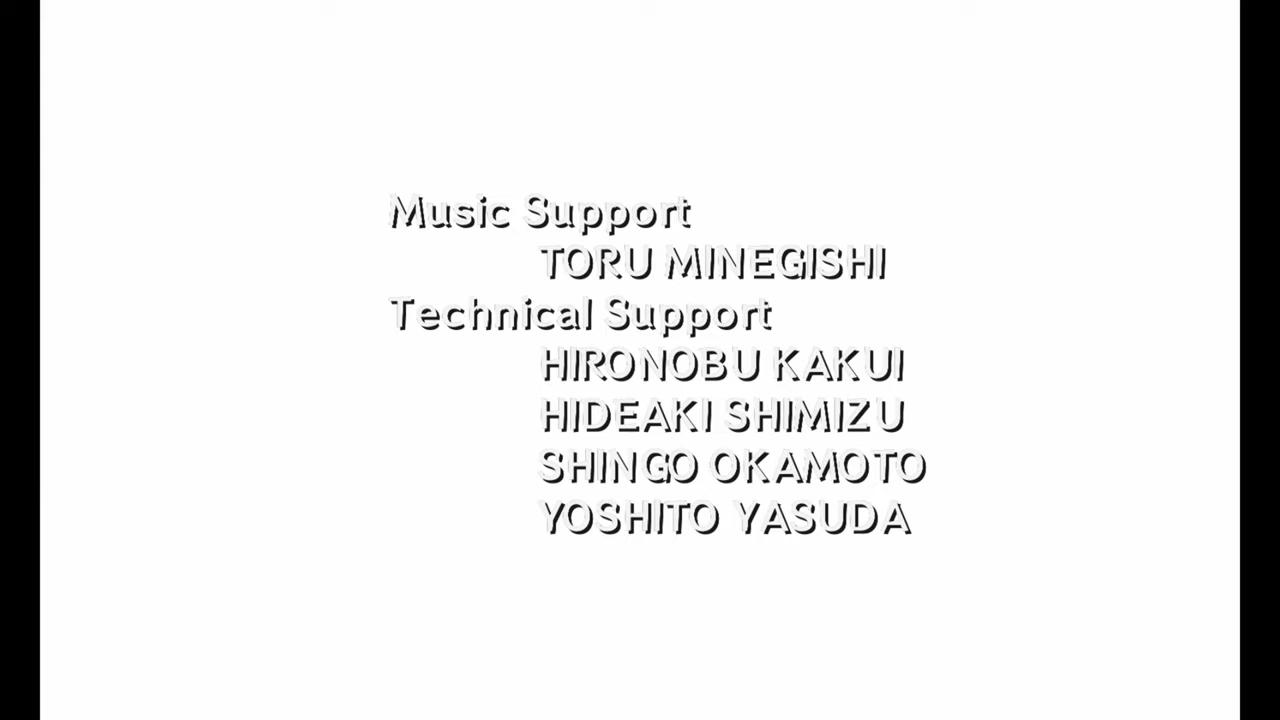 Music Support
TORU MINEGISHI
Technical Support
HIRONOBU KAKUI
HIDEAKI SHIMIZU
SHINGO OKAMOTO
YOSHITO YASUDA